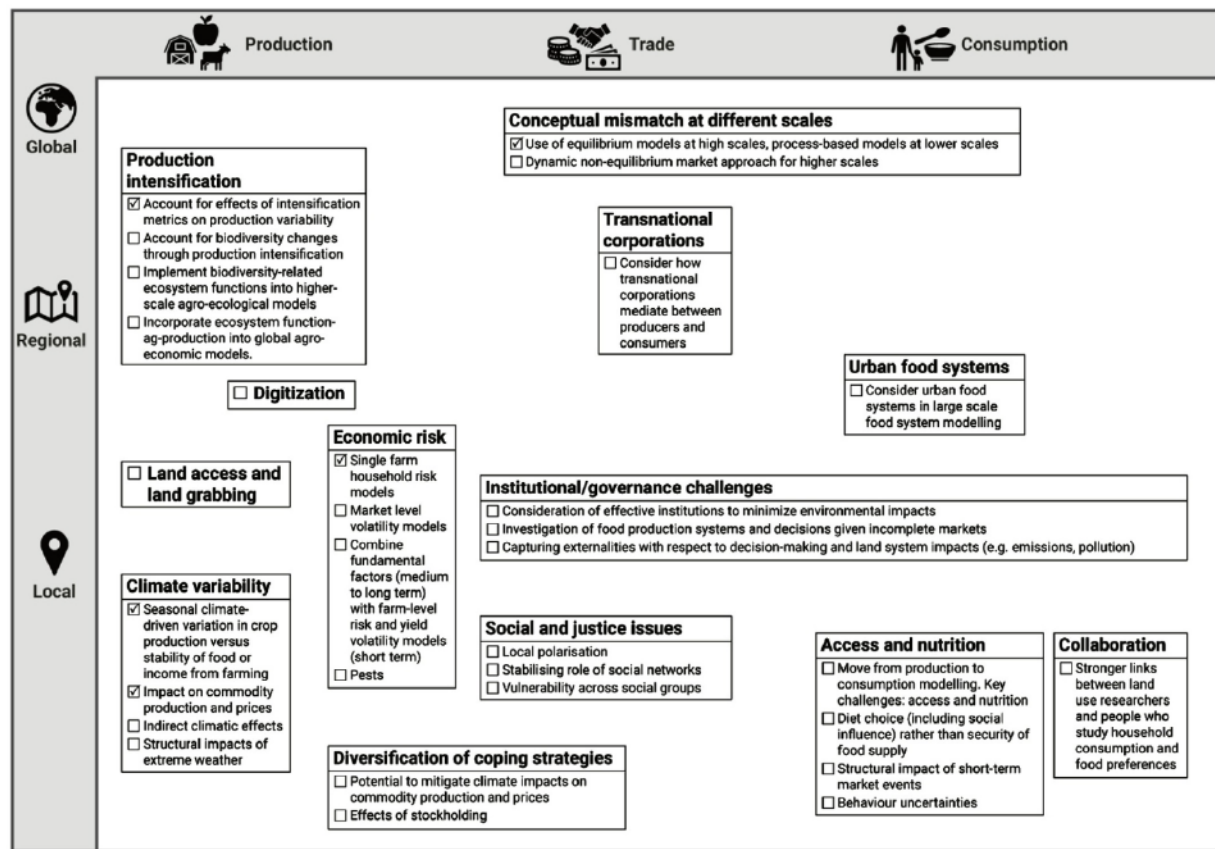 Production
Trade
Consumption
Global
Regional
Local
Conceptual mismatch at different scales
☑ Use of equilibrium models at high scales, process-based models at lower scales
☐ Dynamic non-equilibrium market approach for higher scales
Production
intensification
☑ Account for effects of intensification
metrics on production variability
☐ Account for biodiversity changes
through production intensification
☐ Implement biodiversity-related
ecosystem functions into higher-
scale agro-ecological models
☐ Incorporate ecosystem function-
ag-production into global agro-
economic models.
Transnational
corporations
☐ Consider how
transnational
corporations
mediate between
producers and
consumers
Urban food systems
☐ Consider urban food
systems in large scale
food system modelling
☐ Digitization
Economic risk
☑ Single farm
household risk
models
☐ Market level
volatility models
☐ Combine
fundamental
factors (medium
to long term)
with farm-level
risk and yield
volatility models
(short term)
☐ Pests
☐ Land access and
land grabbing
Institutional/governance challenges
☐ Consideration of effective institutions to minimize environmental impacts
☐ Investigation of food production systems and decisions given incomplete markets
☐ Capturing externalities with respect to decision-making and land system impacts (e.g. emissions, pollution)
Climate variability
☑ Seasonal climate-
driven variation in crop
production versus
stability of food or
income from farming
☑ Impact on commodity
production and prices
☐ Indirect climatic effects
☐ Structural impacts of
extreme weather
Social and justice issues
☐ Local polarisation
☐ Stabilising role of social networks
☐ Vulnerability across social groups
Access and nutrition
☐ Move from production to
consumption modelling. Key
challenges: access and nutrition
☐ Diet choice (including social
influence) rather than security of
food supply
☐ Structural impact of short-term
market events
☐ Behaviour uncertainties
Collaboration
☐ Stronger links
between land
use researchers
and people who
study household
consumption and
food preferences
Diversification of coping strategies
☐ Potential to mitigate climate impacts on
commodity production and prices
☐ Effects of stockholding